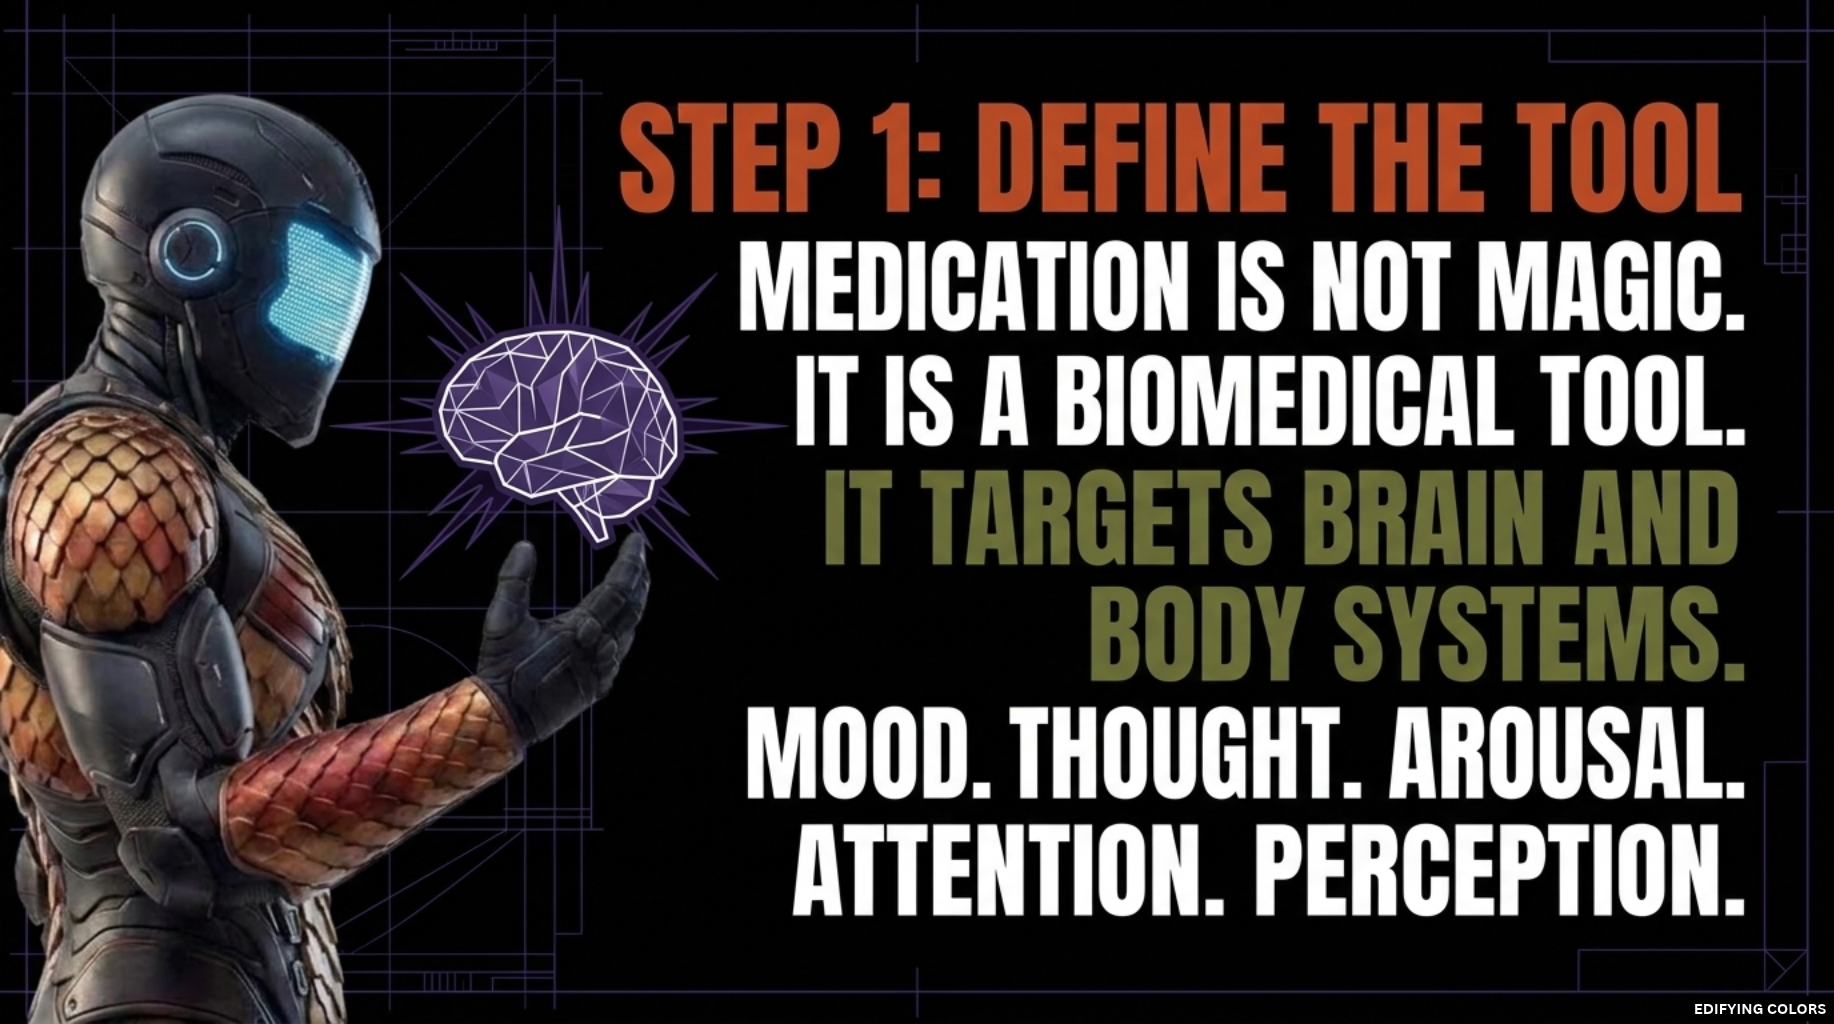 STEP 1: DEFINE THE TOOL
MEDICATION IS NOT MAGIC.
IT IS A BIOMEDICAL TOOL.
IT TARGETS BRAIN AND
BODY SYSTEMS.
MOOD. THOUGHT. AROUSAL.
ATTENTION. PERCEPTION.
EDIFYING COLORS